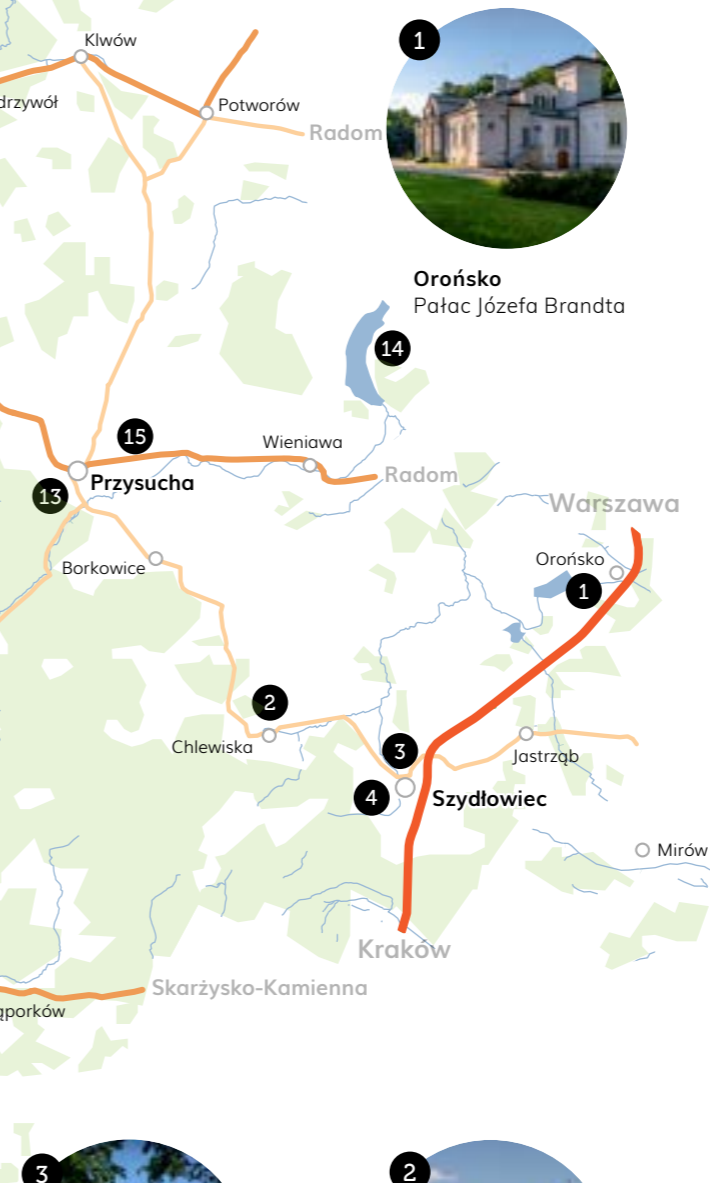 Klwów
1
drzywół
Potworów
Radom
Orońsko
Pałac Józefa Brandta
14
15
Wieniawa
Radom
Przysucha
13
Warszawa
Orońsko
1
Borkowice
2
Chlewiska
3
Jastrząb
4
Szydłowiec
Mirów
Kraków
Skarżysko-Kamienna
ąporków
3
2